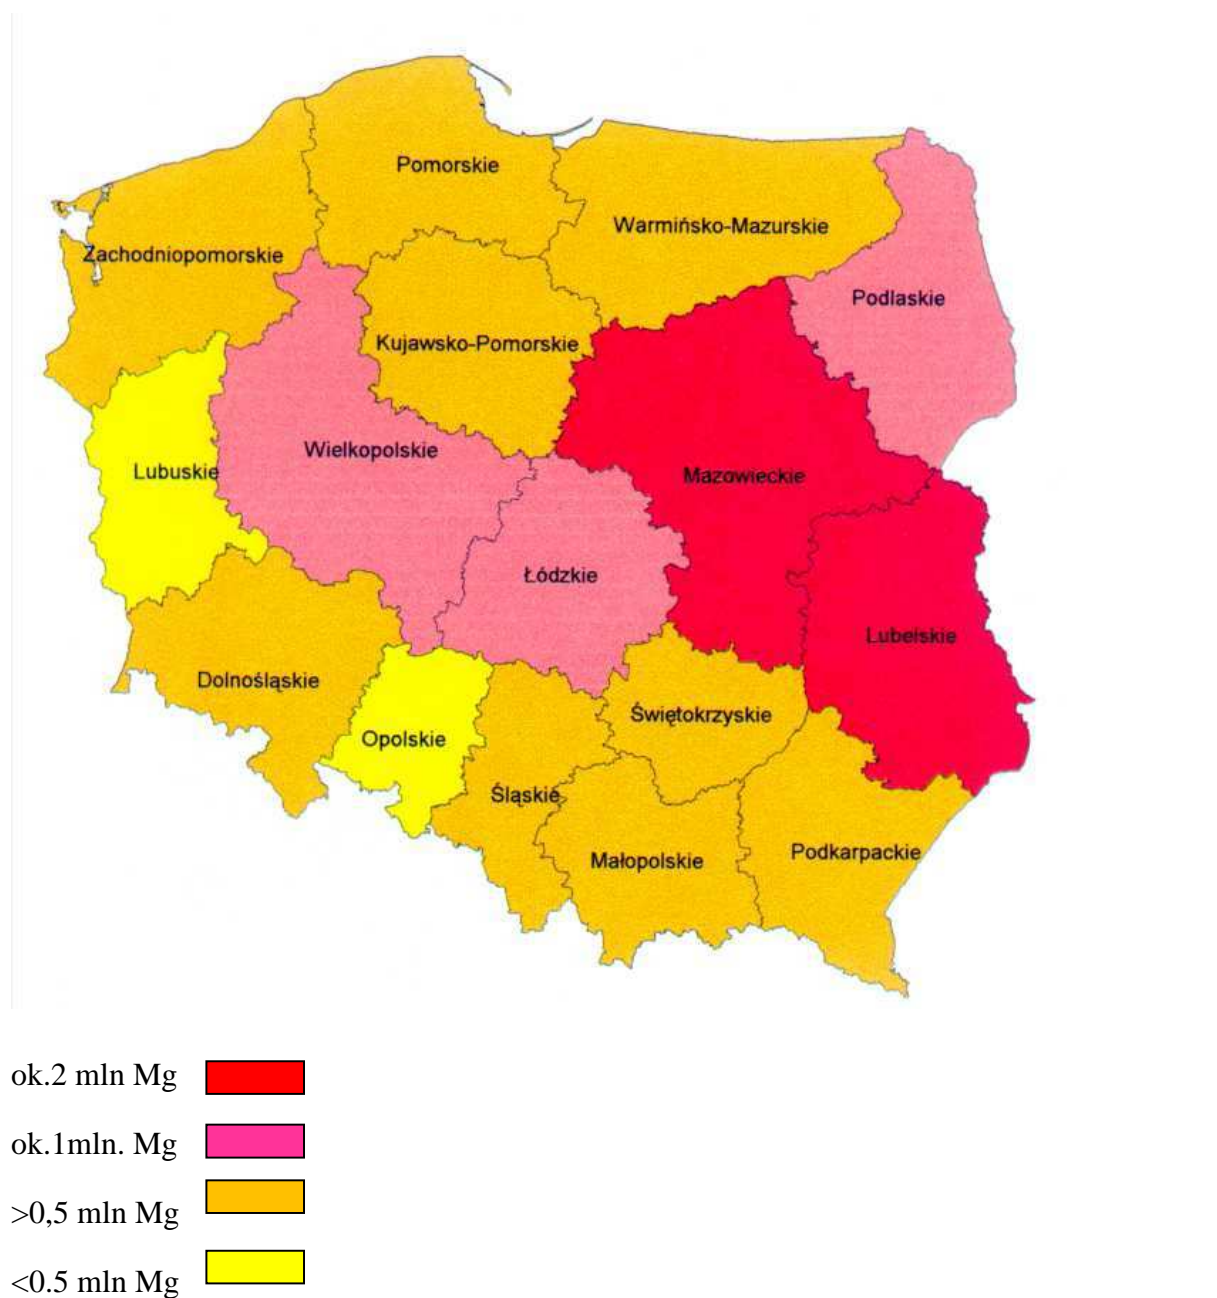 Pomorskie
Warmińsko-Mazurskie
Zachodniopomorskie
Podlaskie
Kujawsko-Pomorskie
Wielkopolskie
Lubuskie
Mazowieckie
Łódzkie
Lubelskie
Dolnośląskie
Świętokrzyskie
Opolskie
Śląskie
Małopolskie
Podkarpackie
ok.2 mln Mg
ok.1mln. Mg
>0,5 mln Mg
<0.5 mln Mg